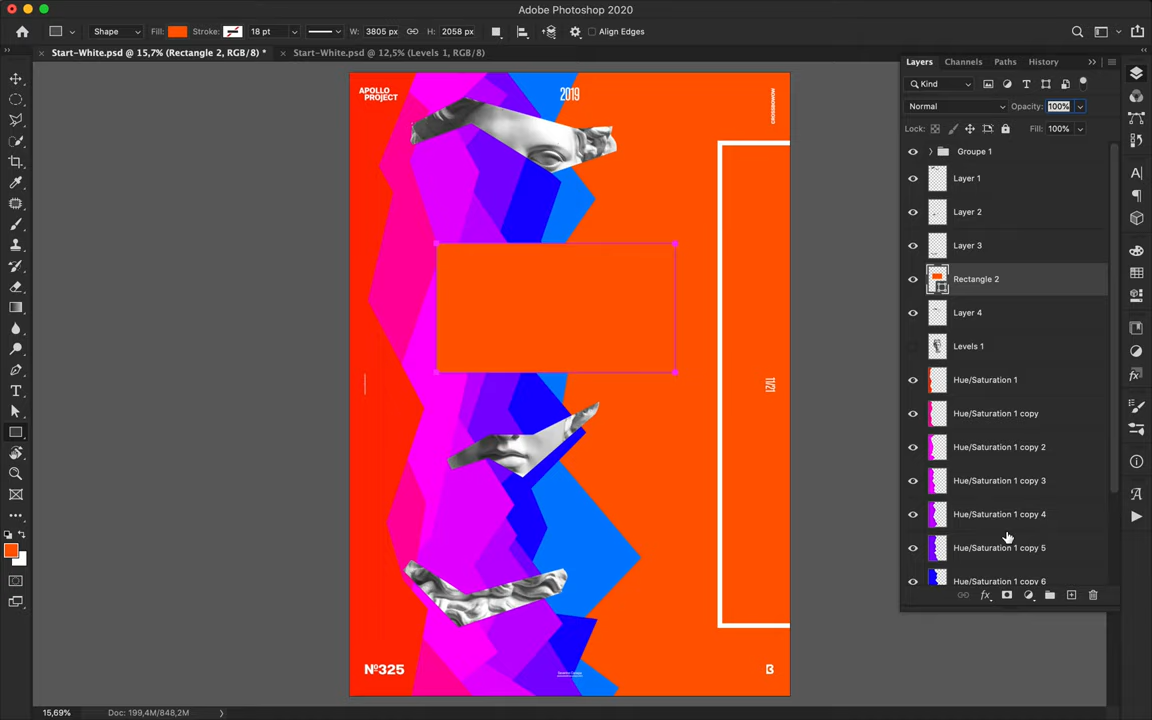 Adobe Photoshop 2020
Shape Fill: Stroke: 18 pt W: 3805 px H: 2058 px Align Edges
Start-White.psd @ 15,7% (Rectangle 2, RGB/8) * Start-White.psd @ 12,5% (Levels 1, RGB/8)
Layers Channels Paths History
Kind
Normal Opacity: 100%
Lock: Fill: 100%
Groupe 1
Layer 1
Layer 2
Layer 3
Rectangle 2
Layer 4
Levels 1
Hue/Saturation 1
Hue/Saturation 1 copy
Hue/Saturation 1 copy 2
Hue/Saturation 1 copy 3
Hue/Saturation 1 copy 4
Hue/Saturation 1 copy 5
Hue/Saturation 1 copy 6
APOLLO
PROJECT
2019
CROSSBOWMAN
11/21
Nº325
15,69% Doc: 199,4M/848,2M